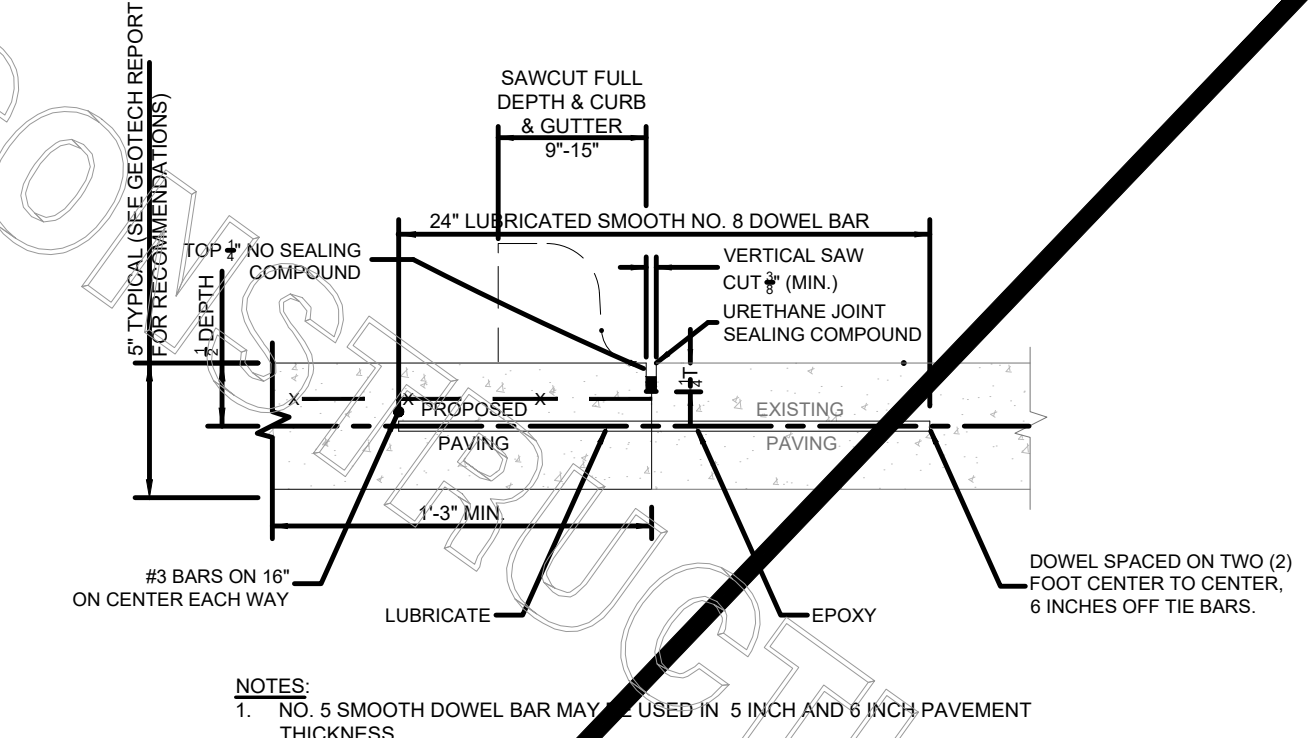 SAWCUT FULL
DEPTH & CURB
& GUTTER
9"-15"
5" TYPICAL (SEE GEOTECH REPORT
FOR RECOMMENDATIONS)
1/2 DEPTH
24" LUBRICATED SMOOTH NO. 8 DOWEL BAR
TOP 1/4" NO SEALING
COMPOUND
VERTICAL SAW
CUT 3/8" (MIN.)
URETHANE JOINT
SEALING COMPOUND
1/4 T
X X X
PROPOSED
PAVING
EXISTING
PAVING
1'-3" MIN.
#3 BARS ON 16"
ON CENTER EACH WAY
LUBRICATE
EPOXY
DOWEL SPACED ON TWO (2)
FOOT CENTER TO CENTER,
6 INCHES OFF TIE BARS.
NOTES:
1. NO. 5 SMOOTH DOWEL BAR MAY BE USED IN 5 INCH AND 6 INCH PAVEMENT
THICKNESS
CONSTRUCTI